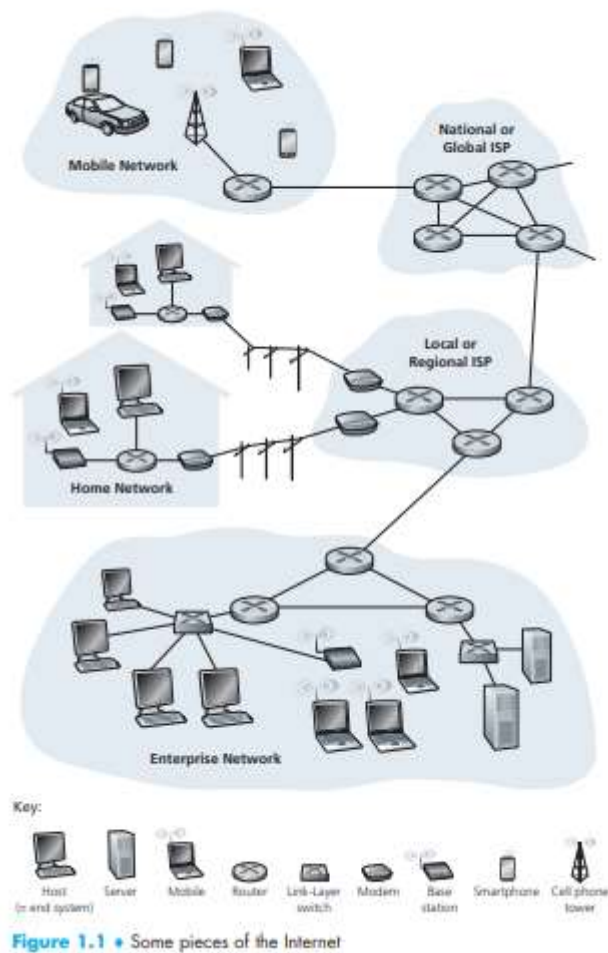 National or
Global ISP
Mobile Network
Local or
Regional ISP
Home Network
Enterprise Network
Key:
Host
(= end system)
Server
Mobile
Router
Link-Layer
switch
Modem
Base
station
Smartphone
Cell phone
tower
Figure 1.1 • Some pieces of the Internet